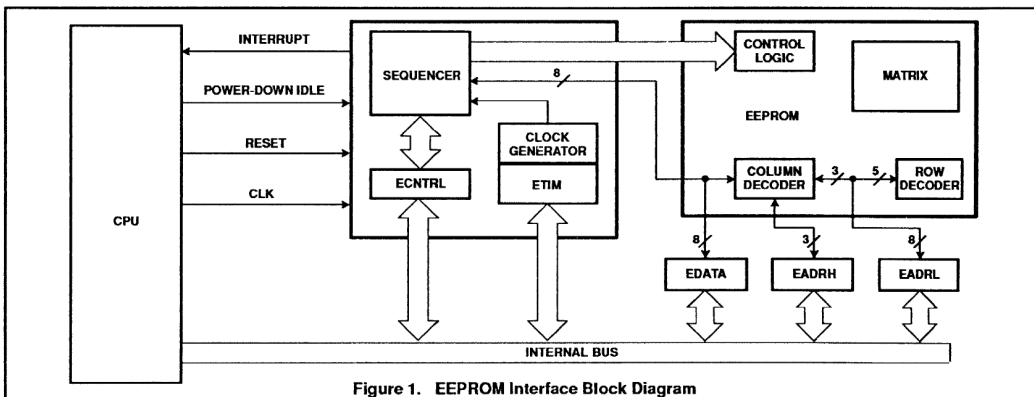 INTERRUPT
POWER-DOWN IDLE
RESET
CLK
CPU
SEQUENCER
8
CLOCK
GENERATOR
ECNTRL
ETIM
CONTROL
LOGIC
MATRIX
EEPROM
COLUMN
DECODER
3
5
ROW
DECODER
8
3
8
EDATA
EADRH
EADRL
INTERNAL BUS
Figure 1. EEPROM Interface Block Diagram